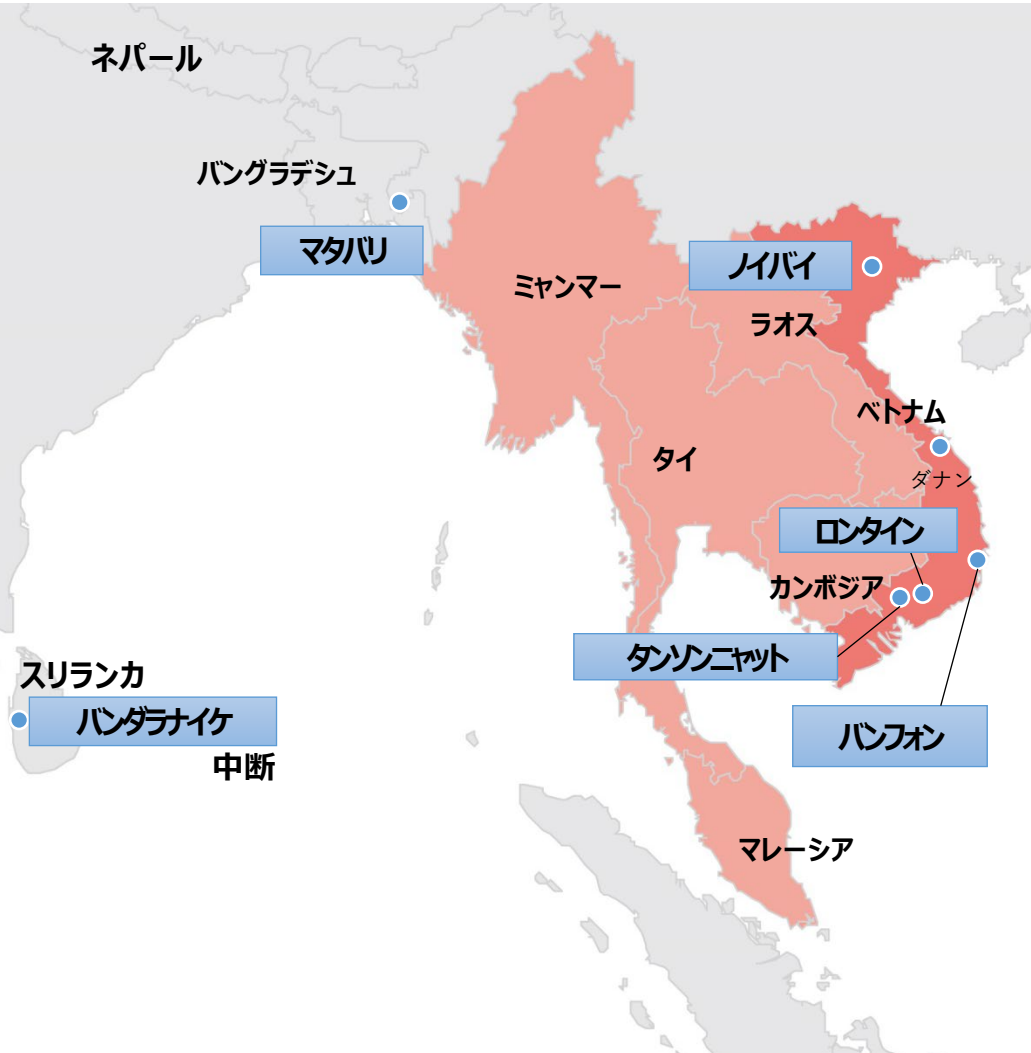 ネパール
バングラデシュ
マタバリ
ノイバイ
ミャンマー
ラオス
ベトナム
タイ
ダナン
ロンタイン
カンボジア
タンソンニャット
スリランカ
バンダラナイケ
バンフォン
中断
マレーシア